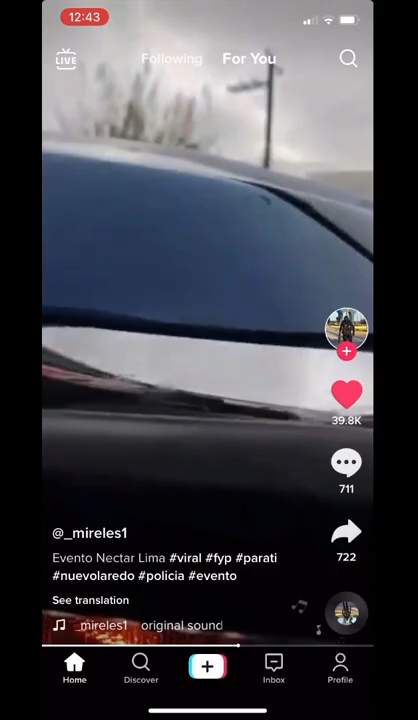 12:43
LIVE
Following For You
39.8K
711
@_mireles1
722
Evento Nectar Lima #viral #fyp #parati
#nuevolaredo #policia #evento
See translation
_mireles1 original sound
Home Discover Inbox Profile